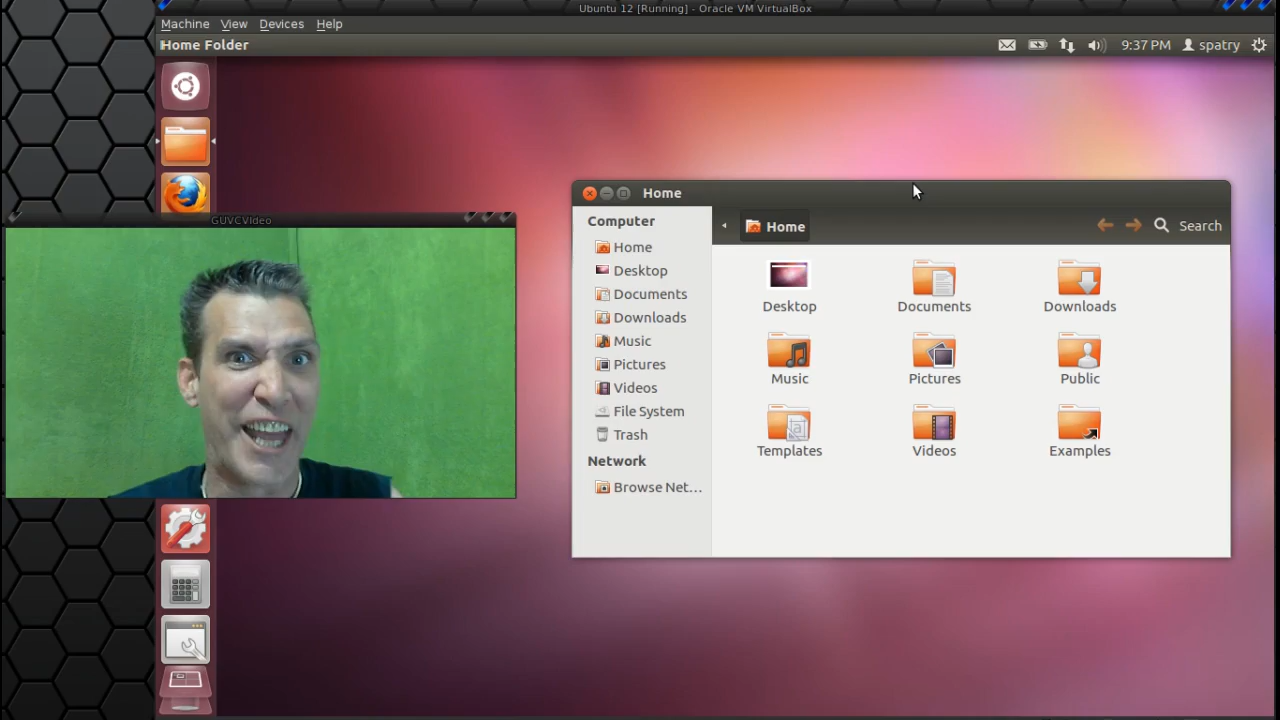 Ubuntu 12 [Running] - Oracle VM VirtualBox
Machine View Devices Help
Home Folder 9:37 PM spatry
GUVCVideo
Home
Computer
Home
Desktop
Documents
Downloads
Music
Pictures
Videos
File System
Trash
Network
Browse Net...
Home Search
Desktop Documents Downloads
Music Pictures Public
Templates Videos Examples